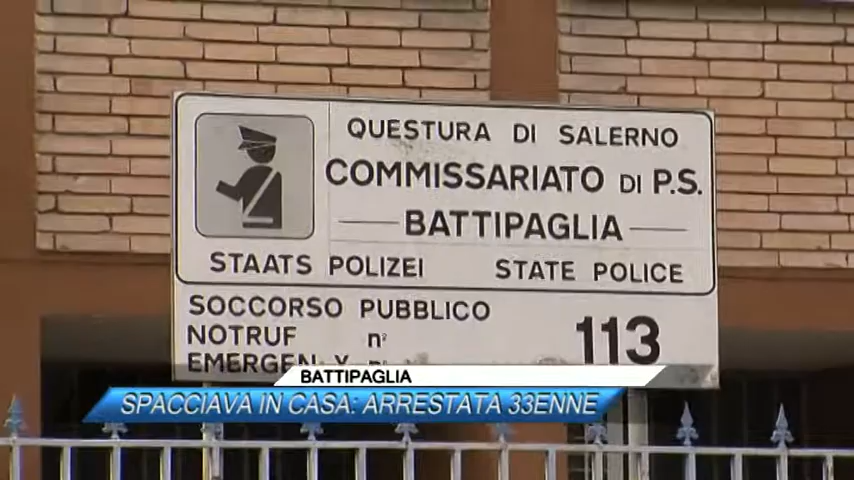 QUESTURA DI SALERNO
COMMISSARIATO DI P.S.
BATTIPAGLIA
STAATS POLIZEI STATE POLICE
SOCCORSO PUBBLICO
NOTRUF n° 113
BATTIPAGLIA
SPACCIAVA IN CASA: ARRESTATA 33ENNE